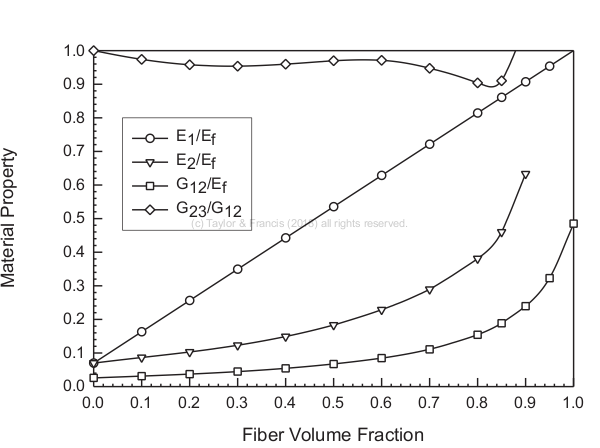 1.0
0.9
0.8
0.7
0.6
0.5
0.4
0.3
0.2
0.1
0.0
Material Property
E1/Ef
E2/Ef
G12/Ef
G23/G12
(c) Taylor & Francis (2018) all rights reserved.
0.0 0.1 0.2 0.3 0.4 0.5 0.6 0.7 0.8 0.9 1.0
Fiber Volume Fraction